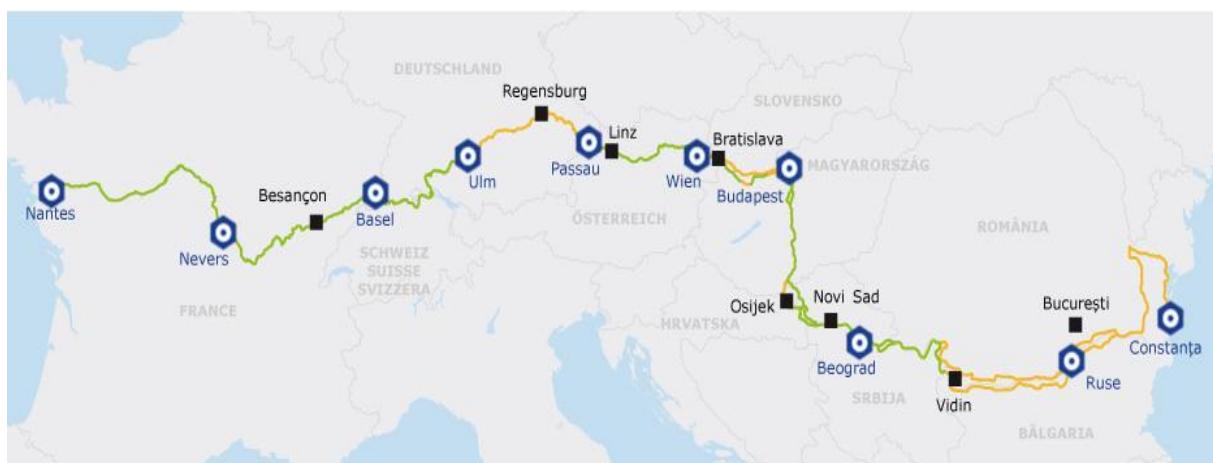 DEUTSCHLAND
Regensburg
SLOVENSKO
Linz
Bratislava
Passau
Wien
Budapest
MAGYARORSZÁG
Ulm
Besançon
Basel
Nantes
Nevers
ÖSTERREICH
SCHWEIZ
SUISSE
SVIZZERA
FRANCE
ROMÂNIA
Osijek
Novi Sad
HRVATSKA
București
Constanța
Beograd
Ruse
SRBIJA
Vidin
BÂLGARIA